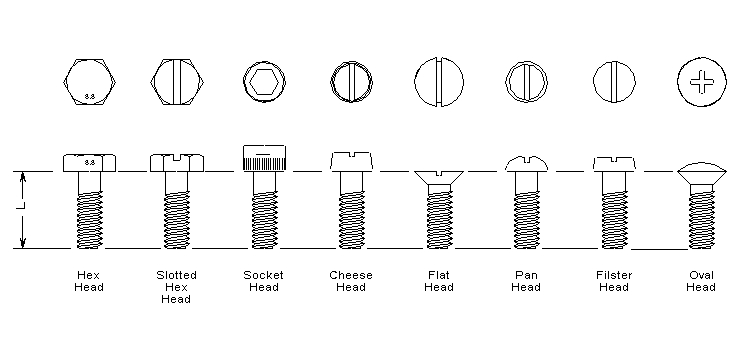 8.8
8.8
L
Hex
Head
Slotted
Hex
Head
Socket
Head
Cheese
Head
Flat
Head
Pan
Head
Filster
Head
Oval
Head